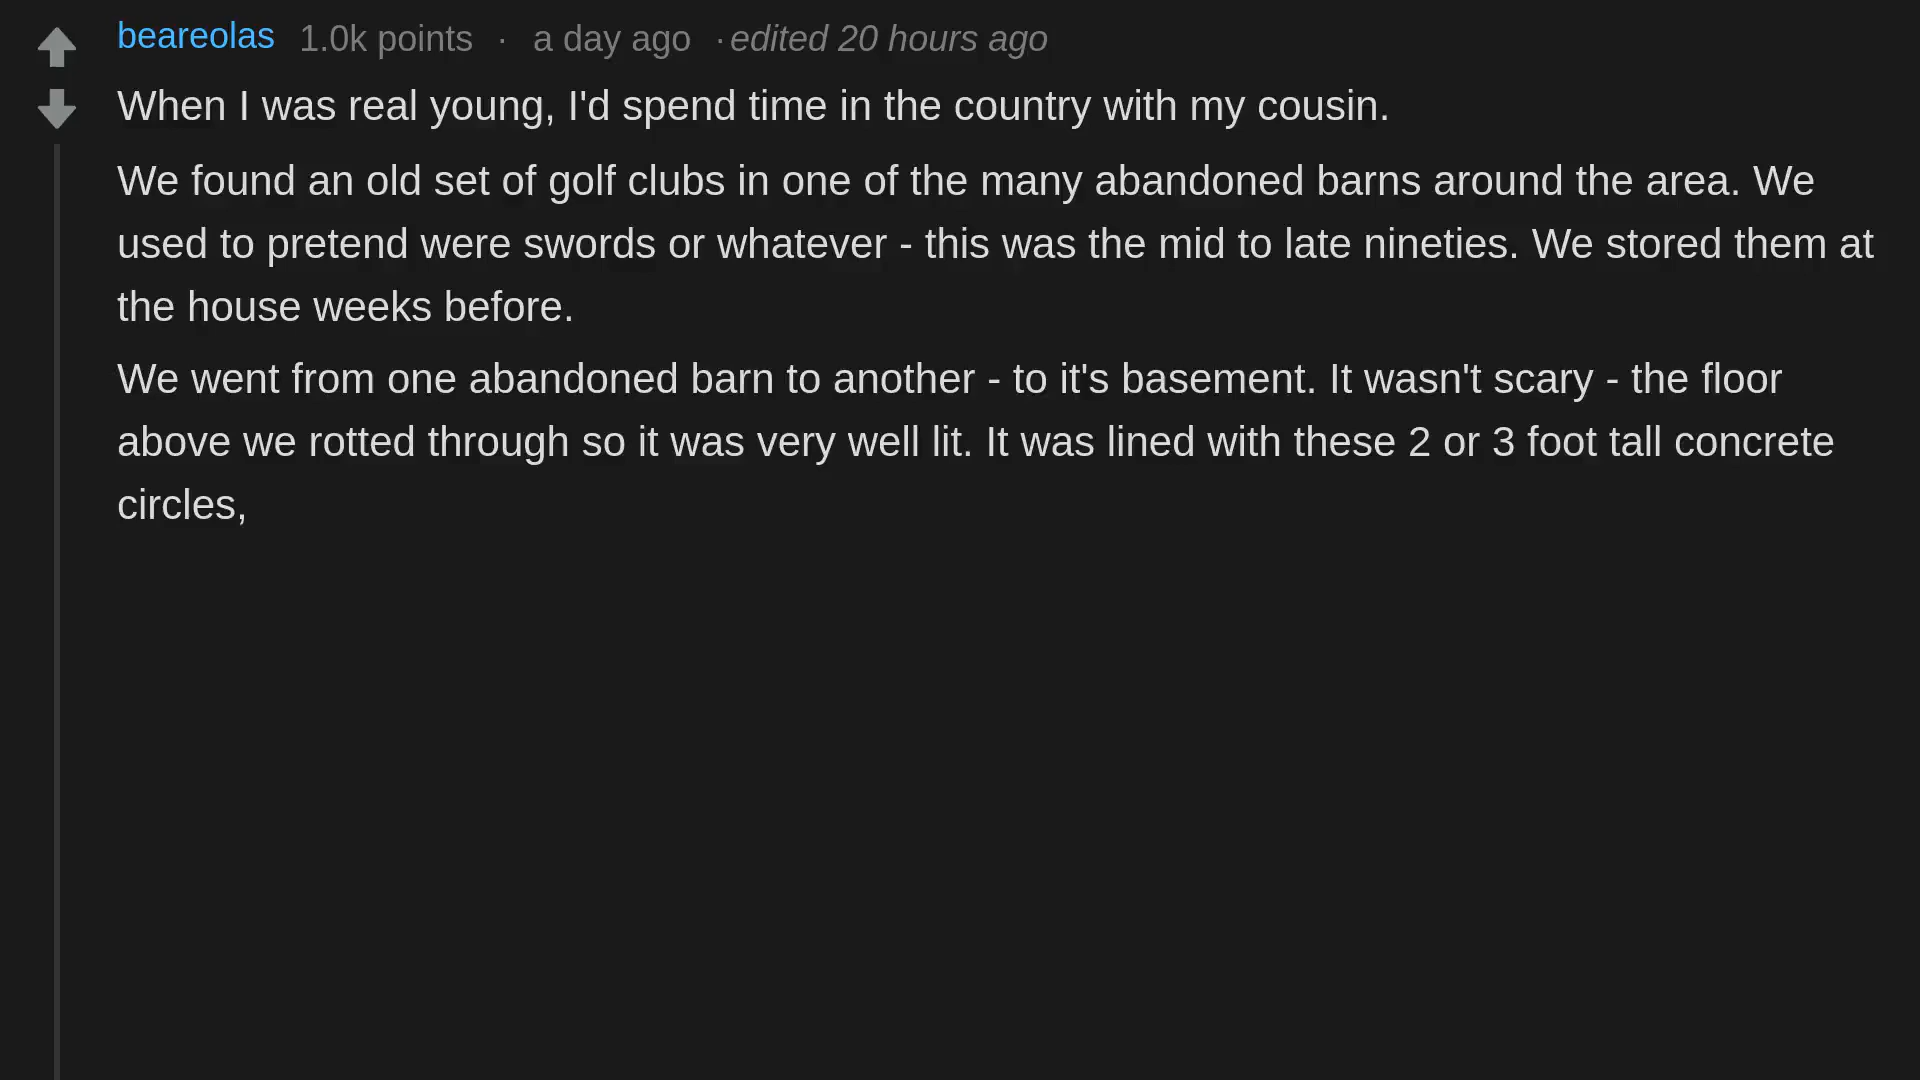 beareolas 1.0k points · a day ago · edited 20 hours ago
When I was real young, I'd spend time in the country with my cousin.
We found an old set of golf clubs in one of the many abandoned barns around the area. We
used to pretend were swords or whatever - this was the mid to late nineties. We stored them at
the house weeks before.
We went from one abandoned barn to another - to it's basement. It wasn't scary - the floor
above we rotted through so it was very well lit. It was lined with these 2 or 3 foot tall concrete
circles,